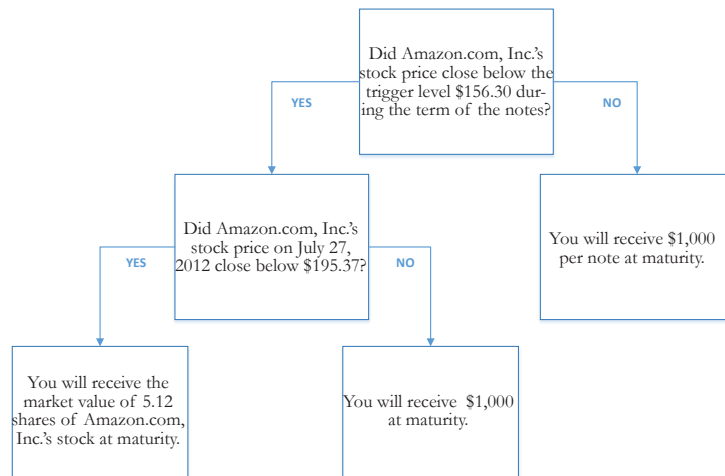 Did Amazon.com, Inc.'s
stock price close below the
trigger level $156.30 dur-
ing the term of the notes?
YES
NO
Did Amazon.com, Inc.'s
stock price on July 27,
2012 close below $195.37?
You will receive $1,000
per note at maturity.
YES
NO
You will receive the
market value of 5.12
shares of Amazon.com,
Inc.'s stock at maturity.
You will receive $1,000
at maturity.